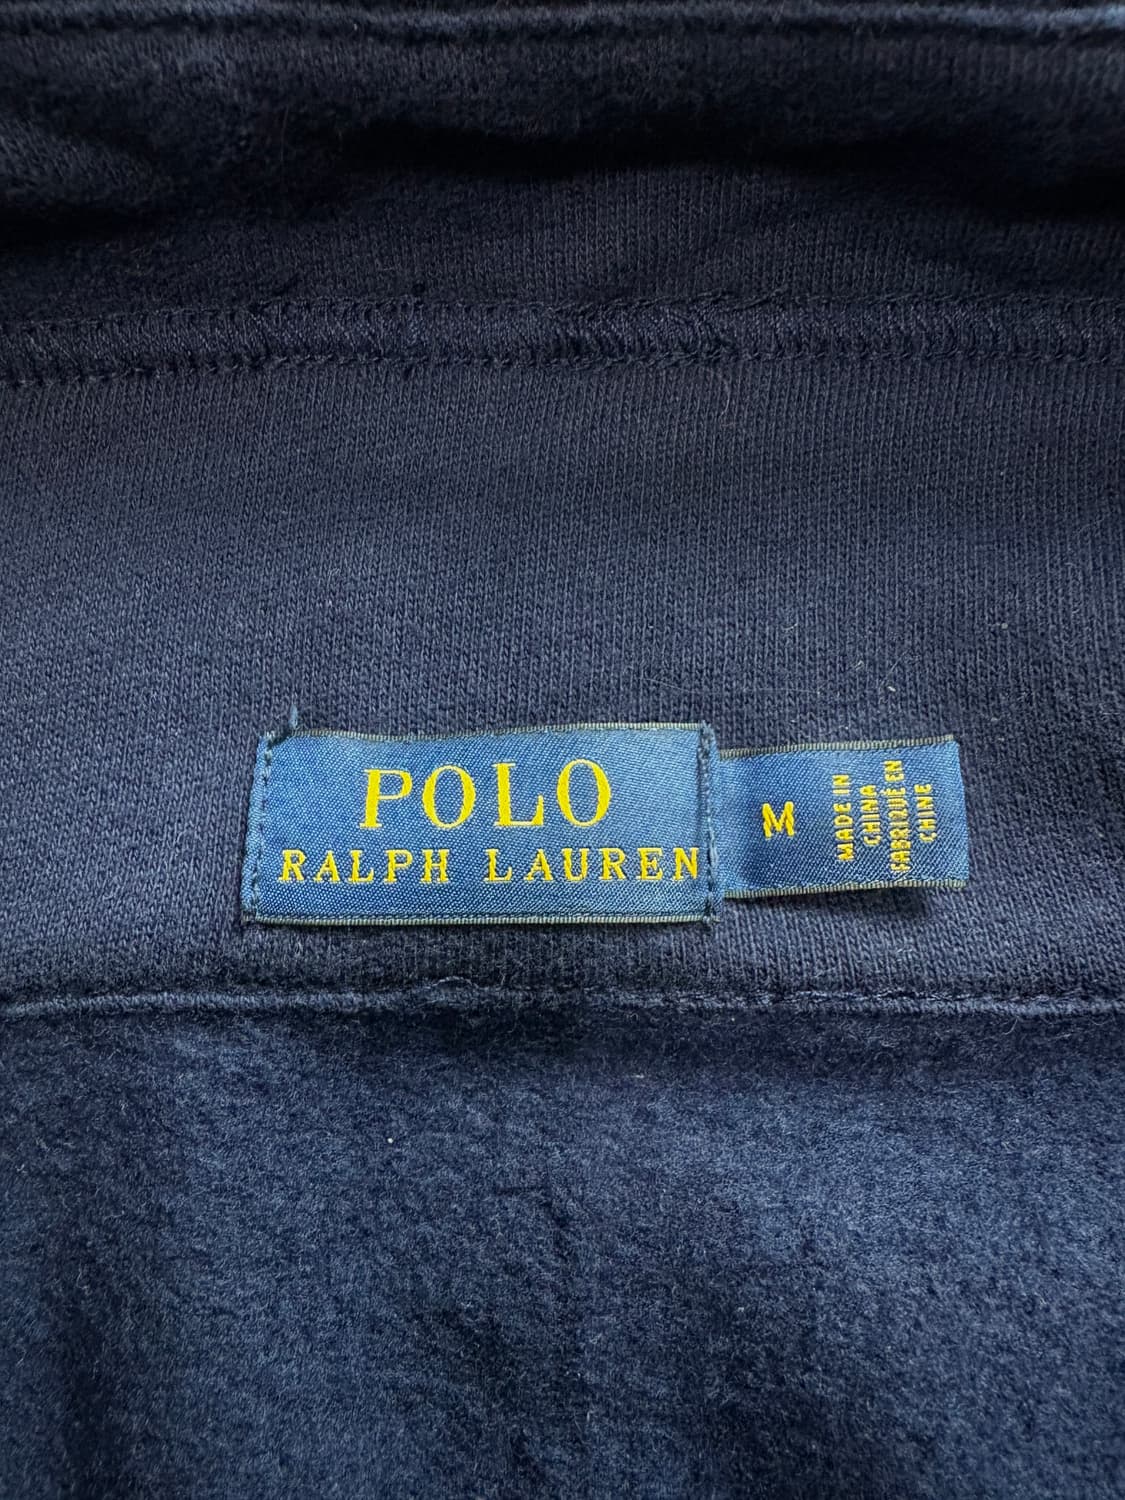 POLO
RALPH LAUREN
M
MADE IN
CHINA
FABRIQUÉ EN
CHINE